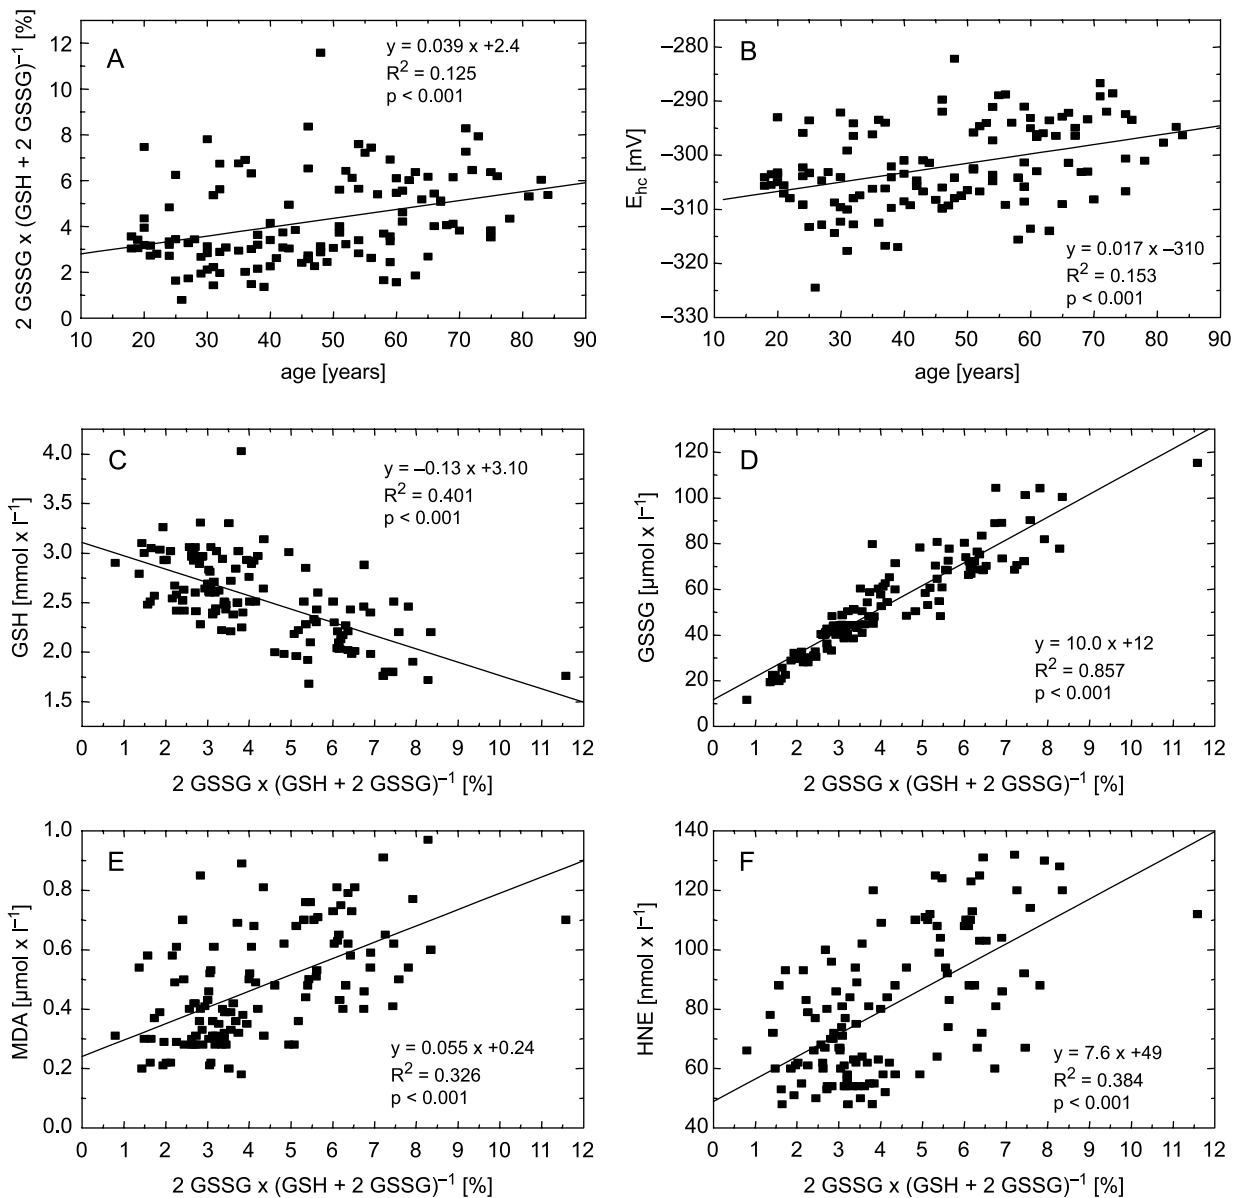 A
y = 0.039 x +2.4
R² = 0.125
p < 0.001
2 GSSG x (GSH + 2 GSSG)⁻¹ [%]
12
10
8
6
4
2
0
10 20 30 40 50 60 70 80 90
age [years]
B
y = 0.017 x –310
R² = 0.153
p < 0.001
E_hc [mV]
–280
–290
–300
–310
–320
–330
10 20 30 40 50 60 70 80 90
age [years]
C
y = –0.13 x +3.10
R² = 0.401
p < 0.001
GSH [mmol x l⁻¹]
4.0
3.5
3.0
2.5
2.0
1.5
0 1 2 3 4 5 6 7 8 9 10 11 12
2 GSSG x (GSH + 2 GSSG)⁻¹ [%]
D
y = 10.0 x +12
R² = 0.857
p < 0.001
GSSG [µmol x l⁻¹]
120
100
80
60
40
20
0
0 1 2 3 4 5 6 7 8 9 10 11 12
2 GSSG x (GSH + 2 GSSG)⁻¹ [%]
E
y = 0.055 x +0.24
R² = 0.326
p < 0.001
MDA [µmol x l⁻¹]
1.0
0.8
0.6
0.4
0.2
0.0
0 1 2 3 4 5 6 7 8 9 10 11 12
2 GSSG x (GSH + 2 GSSG)⁻¹ [%]
F
y = 7.6 x +49
R² = 0.384
p < 0.001
HNE [nmol x l⁻¹]
140
120
100
80
60
40
0 1 2 3 4 5 6 7 8 9 10 11 12
2 GSSG x (GSH + 2 GSSG)⁻¹ [%]